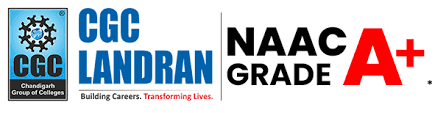 CGC
Chandigarh
Group of Colleges
CGC
LANDRAN
Building Careers. Transforming Lives.
NAAC
GRADE
A+
*